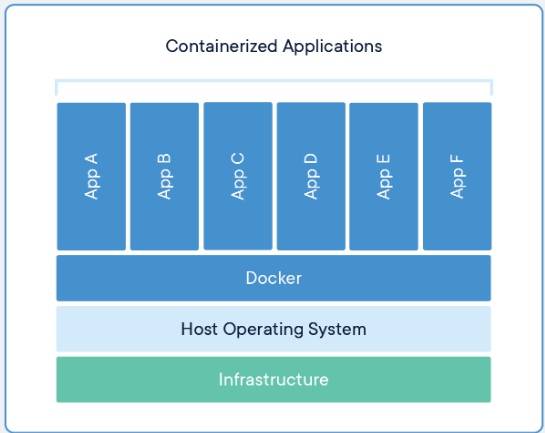 Containerized Applications
App A
App B
App C
App D
App E
App F
Docker
Host Operating System
Infrastructure